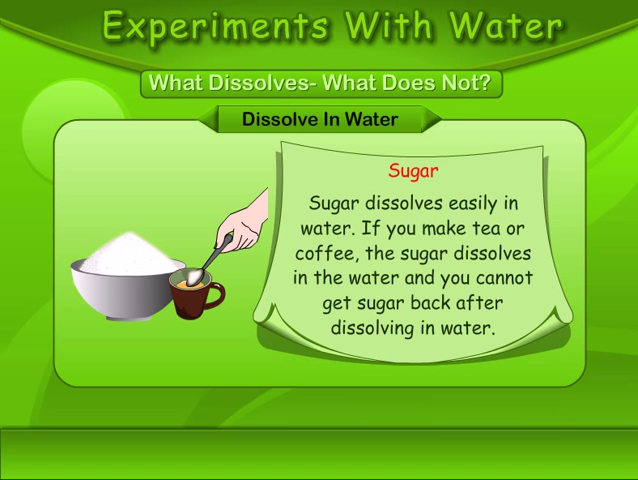 Experiments With Water
What Dissolves- What Does Not?
Dissolve In Water
Sugar
Sugar dissolves easily in
water. If you make tea or
coffee, the sugar dissolves
in the water and you cannot
get sugar back after
dissolving in water.